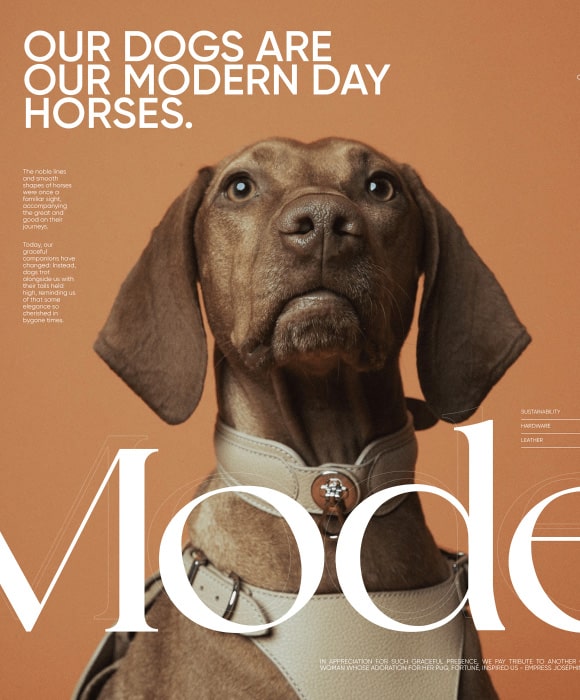 OUR DOGS ARE
OUR MODERN DAY
HORSES.
The noble lines
and smooth
shapes of horses
were once a
familiar sight,
accompanying
the great and
good on their
journeys.
Today, our
graceful
companions have
changed: Instead,
dogs trot
alongside us with
their tails held
high, reminding us
of that same
elegance so
cherished in
bygone times.
SUSTAINABILITY
HARDWARE
LEATHER
Mode
IN APPRECIATION FOR SUCH GRACEFUL PRESENCE, WE PAY TRIBUTE TO ANOTHER
WOMAN WHOSE ADORATION FOR HER PUG, FORTUNE, INSPIRED US – EMPRESS JOSEPHI